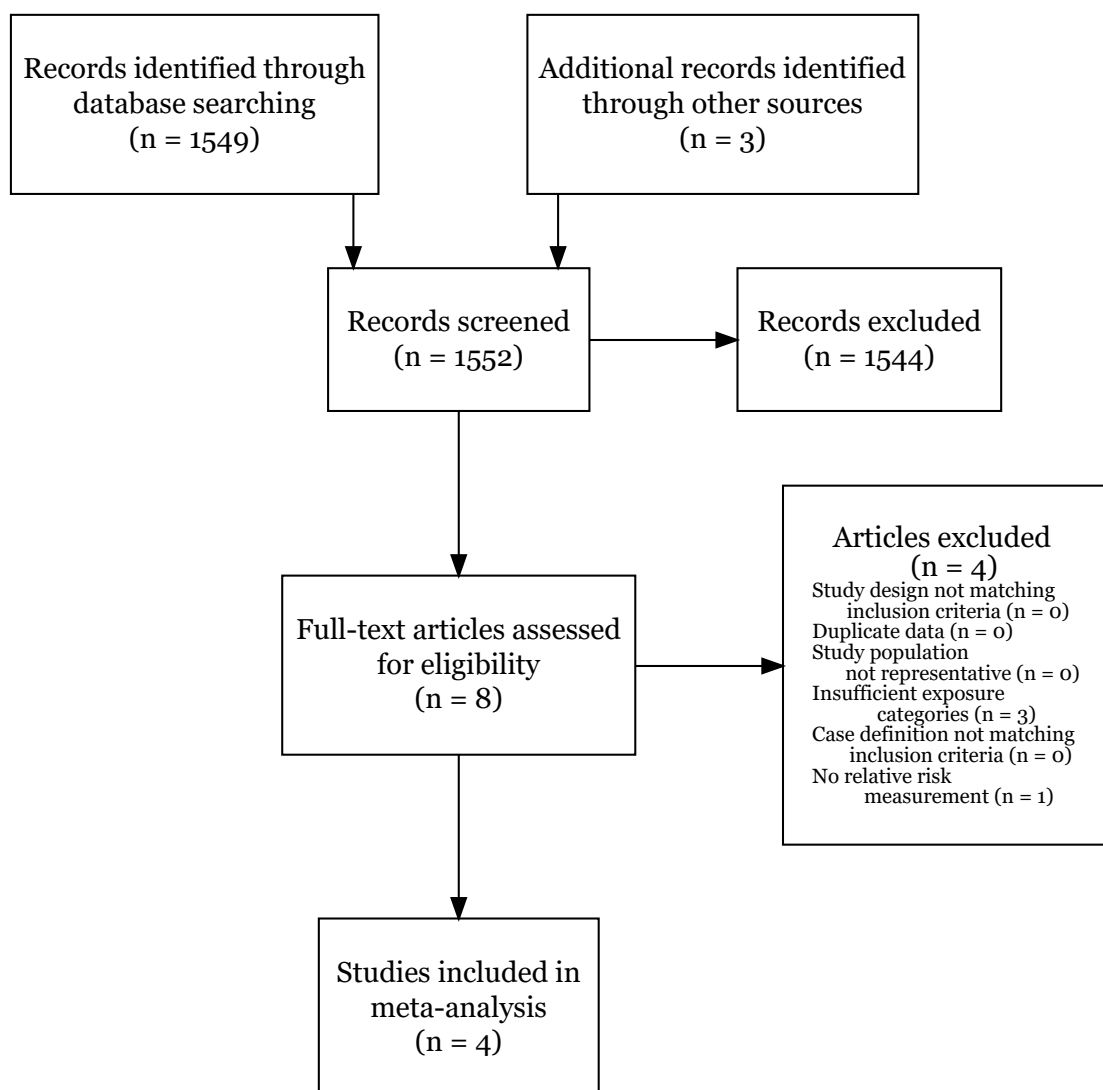 Records identified through
database searching
(n = 1549)
Additional records identified
through other sources
(n = 3)
Records screened
(n = 1552)
Records excluded
(n = 1544)
Full-text articles assessed
for eligibility
(n = 8)
Articles excluded
(n = 4)
Study design not matching
inclusion criteria (n = 0)
Duplicate data (n = 0)
Study population
not representative (n = 0)
Insufficient exposure
categories (n = 3)
Case definition not matching
inclusion criteria (n = 0)
No relative risk
measurement (n = 1)
Studies included in
meta-analysis
(n = 4)